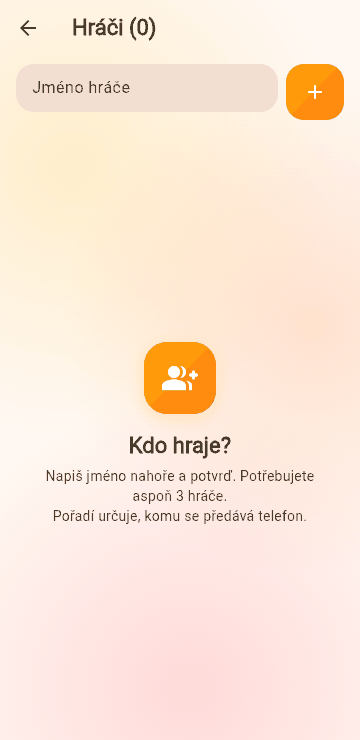 Hráči (0)
Jméno hráče
Kdo hraje?
Napiš jméno nahoře a potvrď. Potřebujete
aspoň 3 hráče.
Pořadí určuje, komu se předává telefon.